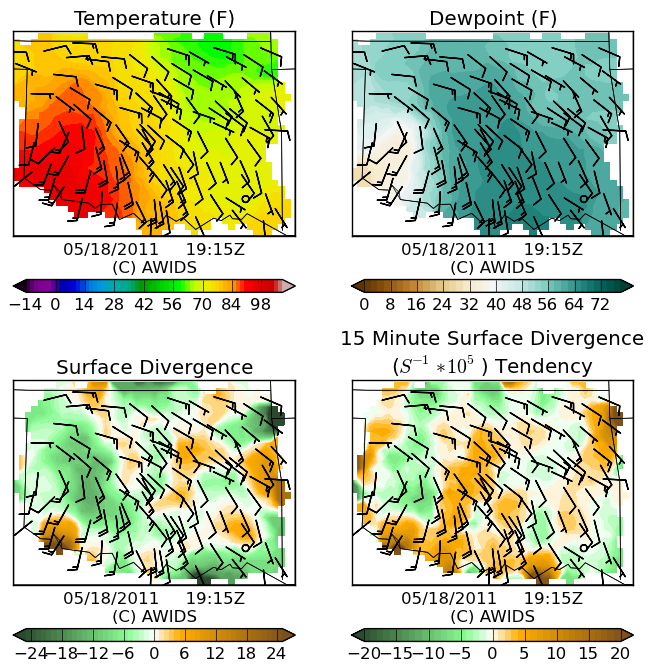 Temperature (F)
Dewpoint (F)
05/18/2011 19:15Z
(C) AWIDS
−14 0 14 28 42 56 70 84 98
05/18/2011 19:15Z
(C) AWIDS
0 8 16 24 32 40 48 56 64 72
Surface Divergence
15 Minute Surface Divergence
(S⁻¹ *10⁵ ) Tendency
05/18/2011 19:15Z
(C) AWIDS
−24 −18 −12 −6 0 6 12 18 24
05/18/2011 19:15Z
(C) AWIDS
−20 −15 −10 −5 0 5 10 15 20